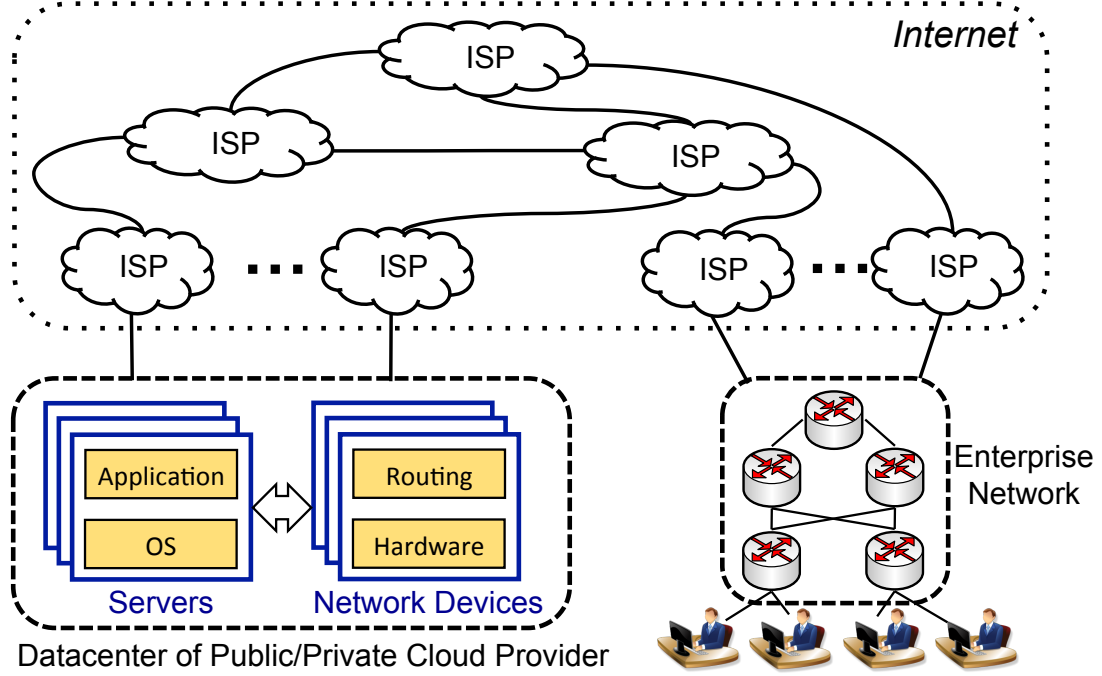 Internet
ISP
ISP
ISP
ISP
ISP
ISP
ISP
Application
OS
Servers
Routing
Hardware
Network Devices
Enterprise
Network
Datacenter of Public/Private Cloud Provider